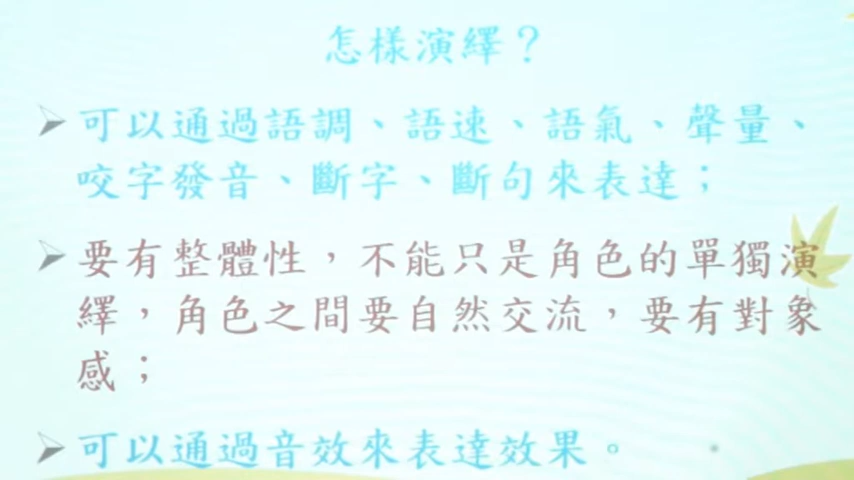 怎樣演繹？
可以通過語調、語速、語氣、聲量、
咬字發音、斷字、斷句來表達；
要有整體性，不能只是角色的單獨演
繹，角色之間要自然交流，要有對象
感；
可以通過音效來表達效果。